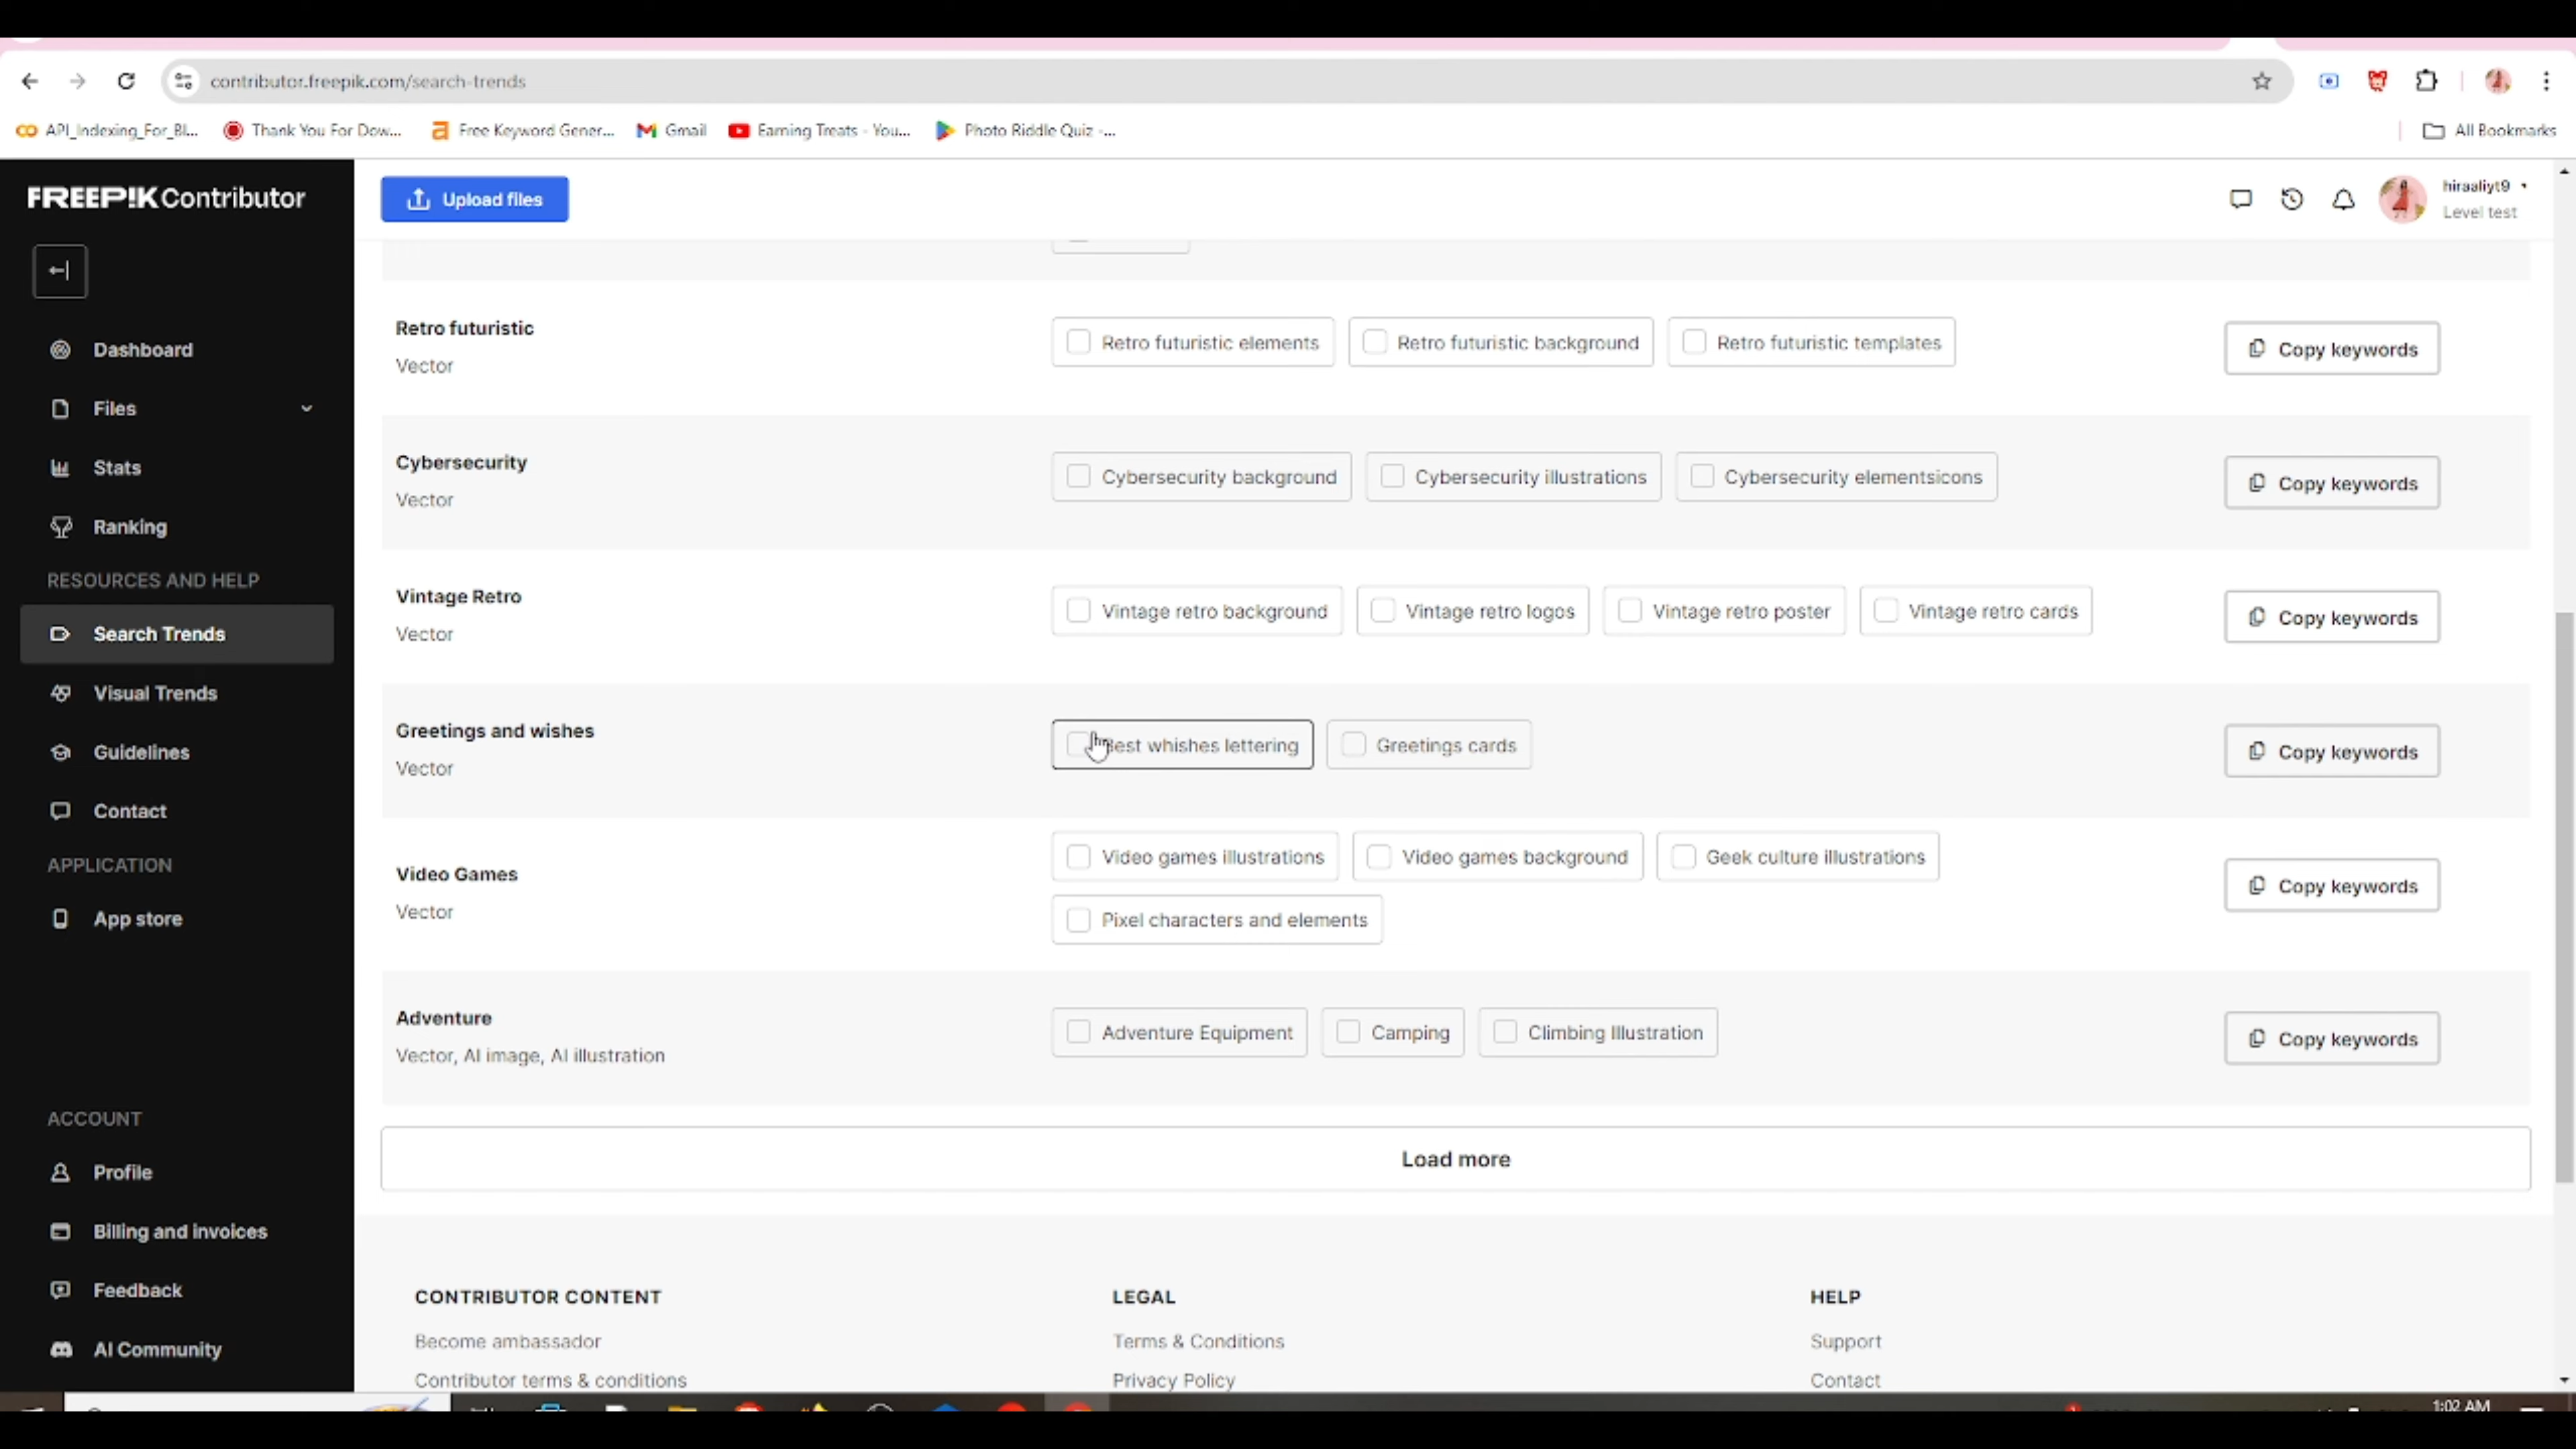 contributor.freepik.com/search-trends
API_Indexing_For_Bl... Thank You For Dow... Free Keyword Gener... Gmail Earning Treats - You... Photo Riddle Quiz -... All Bookmarks
FREEP!K Contributor
Upload files
hiraaliyt9
Level test
Dashboard
Files
Stats
Ranking
RESOURCES AND HELP
Search Trends
Visual Trends
Guidelines
Contact
APPLICATION
App store
ACCOUNT
Profile
Billing and invoices
Feedback
AI Community
Retro futuristic
Vector
Retro futuristic elements Retro futuristic background Retro futuristic templates
Copy keywords
Cybersecurity
Vector
Cybersecurity background Cybersecurity illustrations Cybersecurity elementsicons
Copy keywords
Vintage Retro
Vector
Vintage retro background Vintage retro logos Vintage retro poster Vintage retro cards
Copy keywords
Greetings and wishes
Vector
Best whishes lettering Greetings cards
Copy keywords
Video Games
Vector
Video games illustrations Video games background Geek culture illustrations
Pixel characters and elements
Copy keywords
Adventure
Vector, AI image, AI illustration
Adventure Equipment Camping Climbing Illustration
Copy keywords
Load more
CONTRIBUTOR CONTENT
Become ambassador
Contributor terms & conditions
LEGAL
Terms & Conditions
Privacy Policy
HELP
Support
Contact
1:02 AM